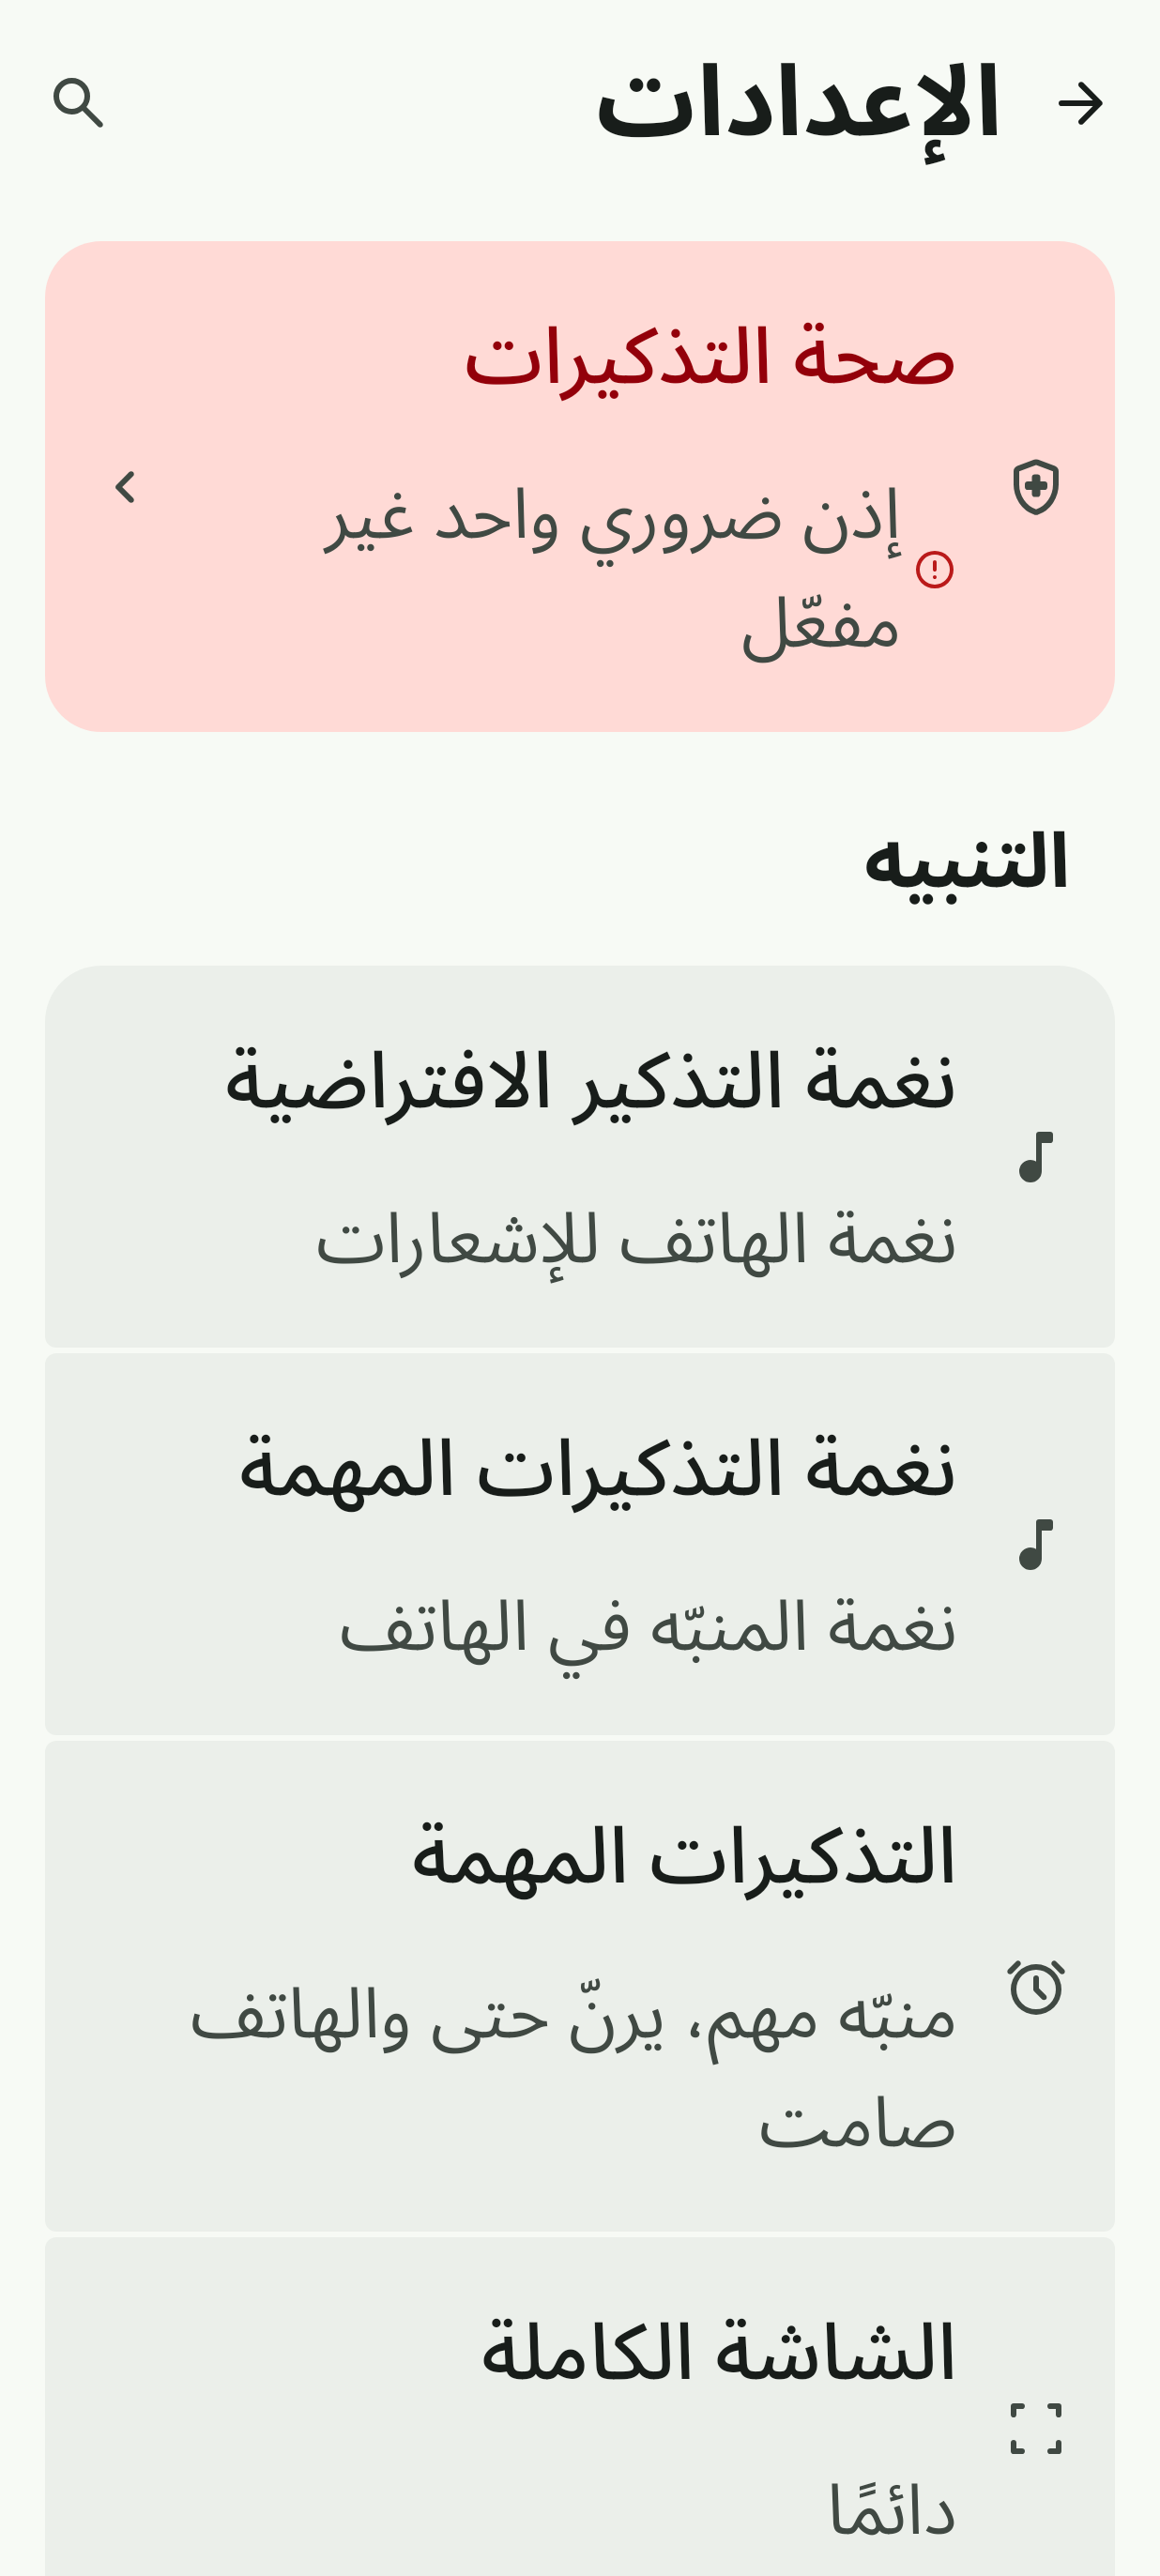 الإعدادات
صحة التذكيرات
إذن ضروري واحد غير
مفعّل
التنبيه
نغمة التذكير الافتراضية
نغمة الهاتف للإشعارات
نغمة التذكيرات المهمة
نغمة المنبّه في الهاتف
التذكيرات المهمة
منبّه مهم، يرنّ حتى والهاتف
صامت
الشاشة الكاملة
دائمًا